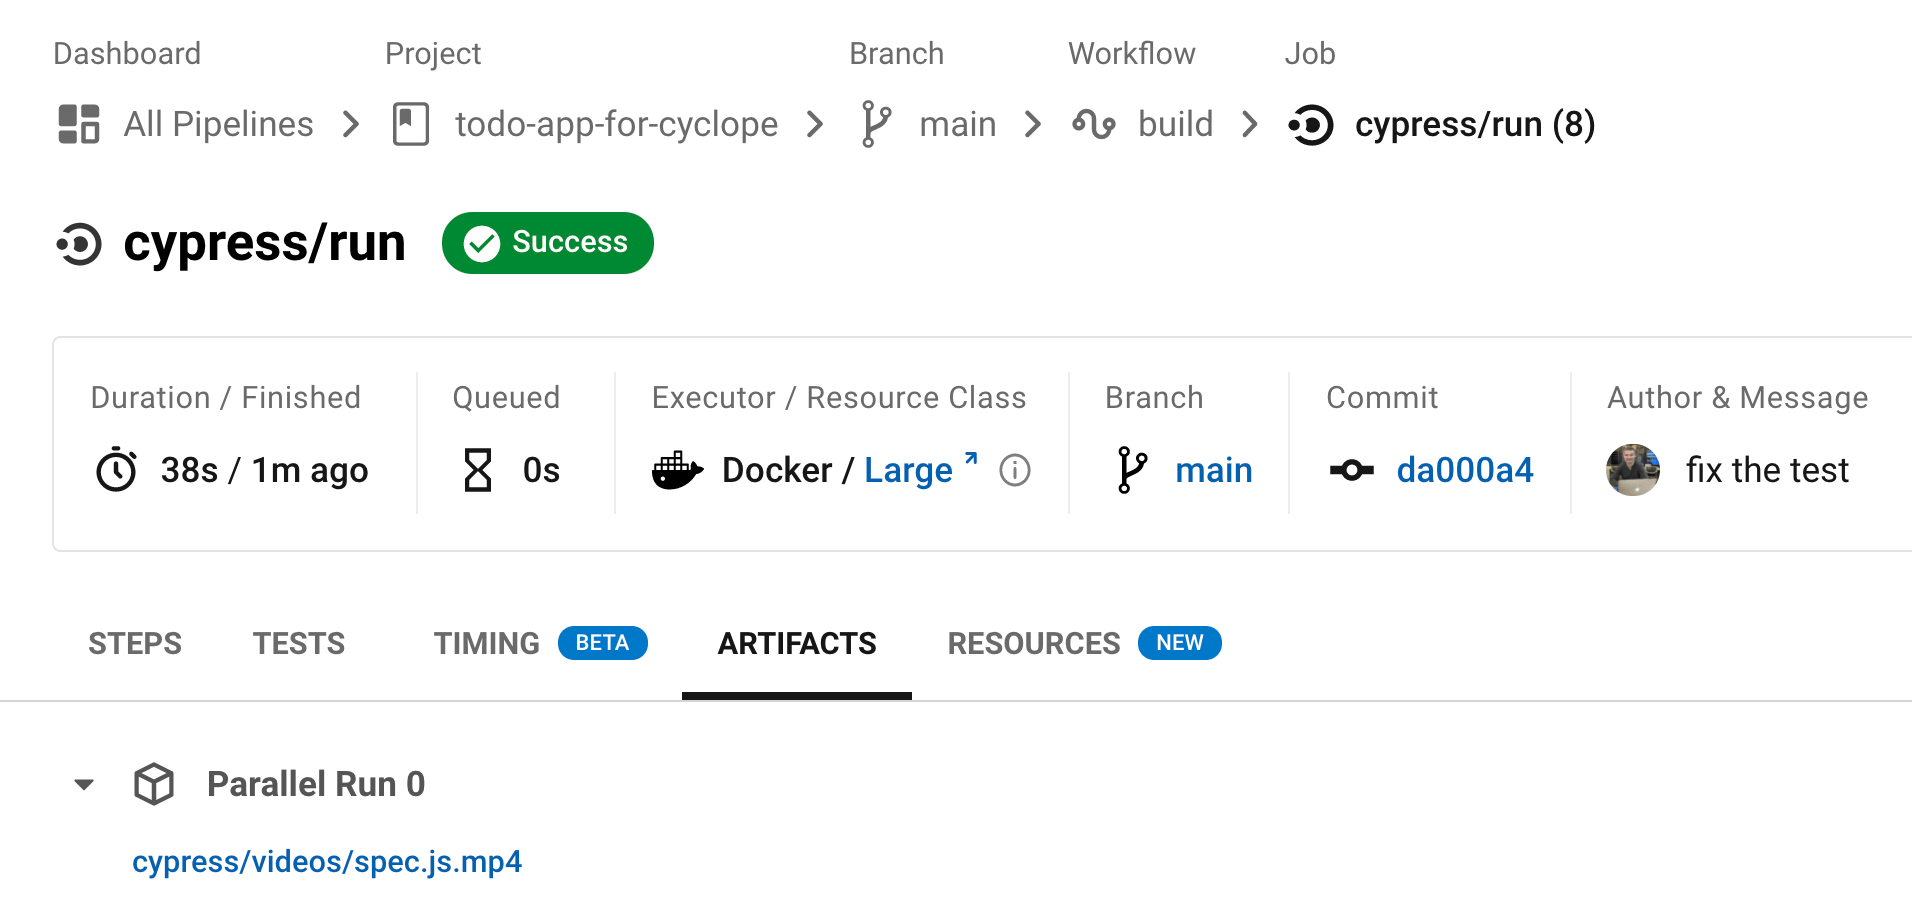 Dashboard Project Branch Workflow Job
All Pipelines todo-app-for-cyclope main build cypress/run (8)
cypress/run Success
Duration / Finished Queued Executor / Resource Class Branch Commit Author & Message
38s / 1m ago 0s Docker / Large main da000a4 fix the test
STEPS TESTS TIMING BETA ARTIFACTS RESOURCES NEW
Parallel Run 0
cypress/videos/spec.js.mp4